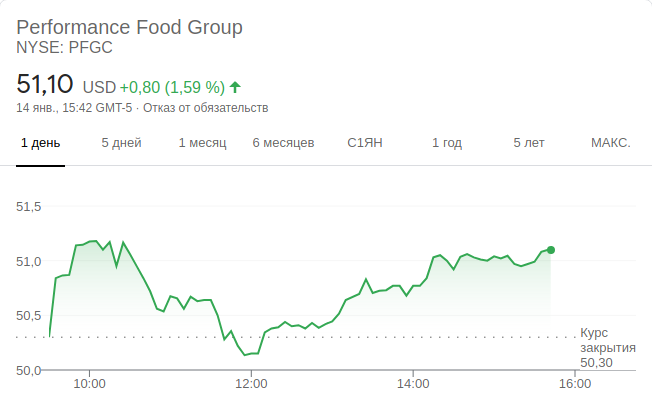 Performance Food Group
NYSE: PFGC
51,10 USD +0,80 (1,59 %)
14 янв., 15:42 GMT-5 · Отказ от обязательств
1 день 5 дней 1 месяц 6 месяцев С1ЯН 1 год 5 лет МАКС.
51,5
51,0
50,5
50,0
Курс
закрытия
50,30
10:00 12:00 14:00 16:00